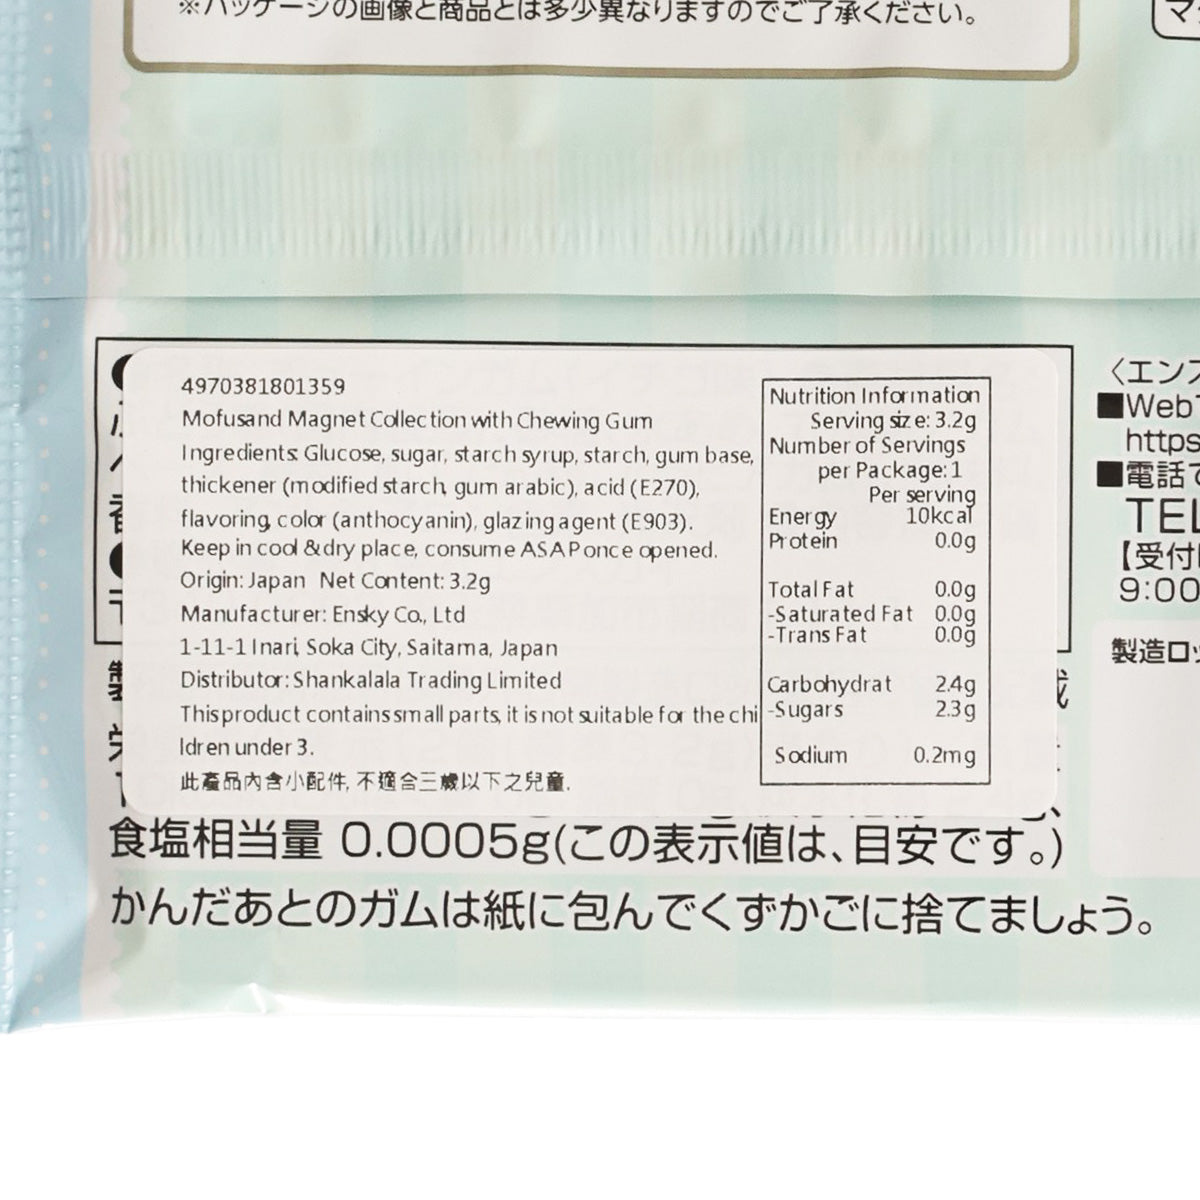 ※パッケージの画像と商品とは多少異なりますのでご了承ください。
4970381801359
Mofusand Magnet Collection with Chewing Gum
Ingredients: Glucose, sugar, starch syrup, starch, gum base,
thickener (modified starch, gum arabic), acid (E270),
flavoring, color (anthocyanin), glazing agent (E903).
Keep in cool & dry place, consume ASAP once opened.
Origin: Japan Net Content: 3.2g
Manufacturer: Ensky Co., Ltd
1-11-1 Inari, Soka City, Saitama, Japan
Distributor: Shankalala Trading Limited
This product contains small parts, it is not suitable for the chi
ldren under 3.
此產品內含小配件, 不適合三歲以下之兒童.
Nutrition Information
Serving size: 3.2g
Number of Servings
per Package: 1
Per serving
Energy 10kcal
Protein 0.0g
Total Fat 0.0g
-Saturated Fat 0.0g
-Trans Fat 0.0g
Carbohydrat 2.4g
-Sugars 2.3g
Sodium 0.2mg
食塩相当量 0.0005g(この表示値は、目安です。)
かんだあとのガムは紙に包んでくずかごに捨てましょう。
〈エンス
■Web
https
■電話で
TEL
【受付
9:00
製造ロッ